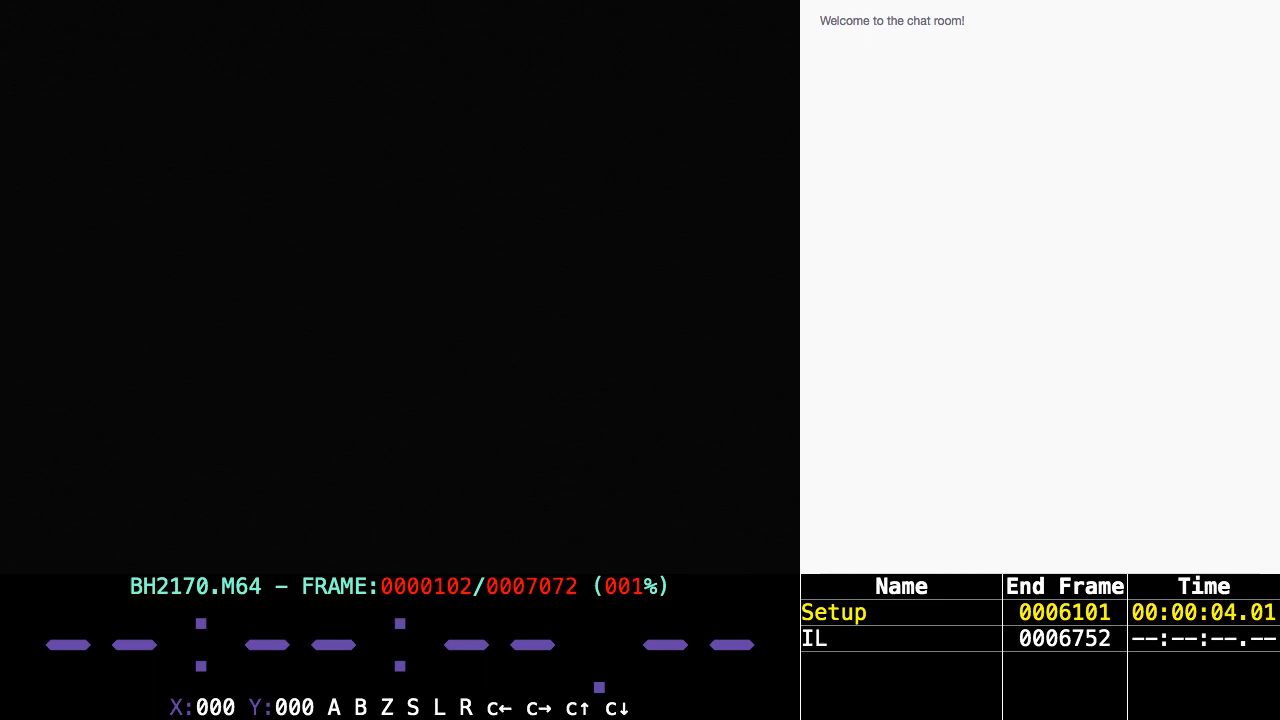 Welcome to the chat room!
BH2170.M64 – FRAME:0000102/0007072 (001%)
-- : -- : -- . --
X:000 Y:000 A B Z S L R c← c→ c↑ c↓
Name End Frame Time
Setup 0006101 00:00:04.01
IL 0006752 --:--:--.--